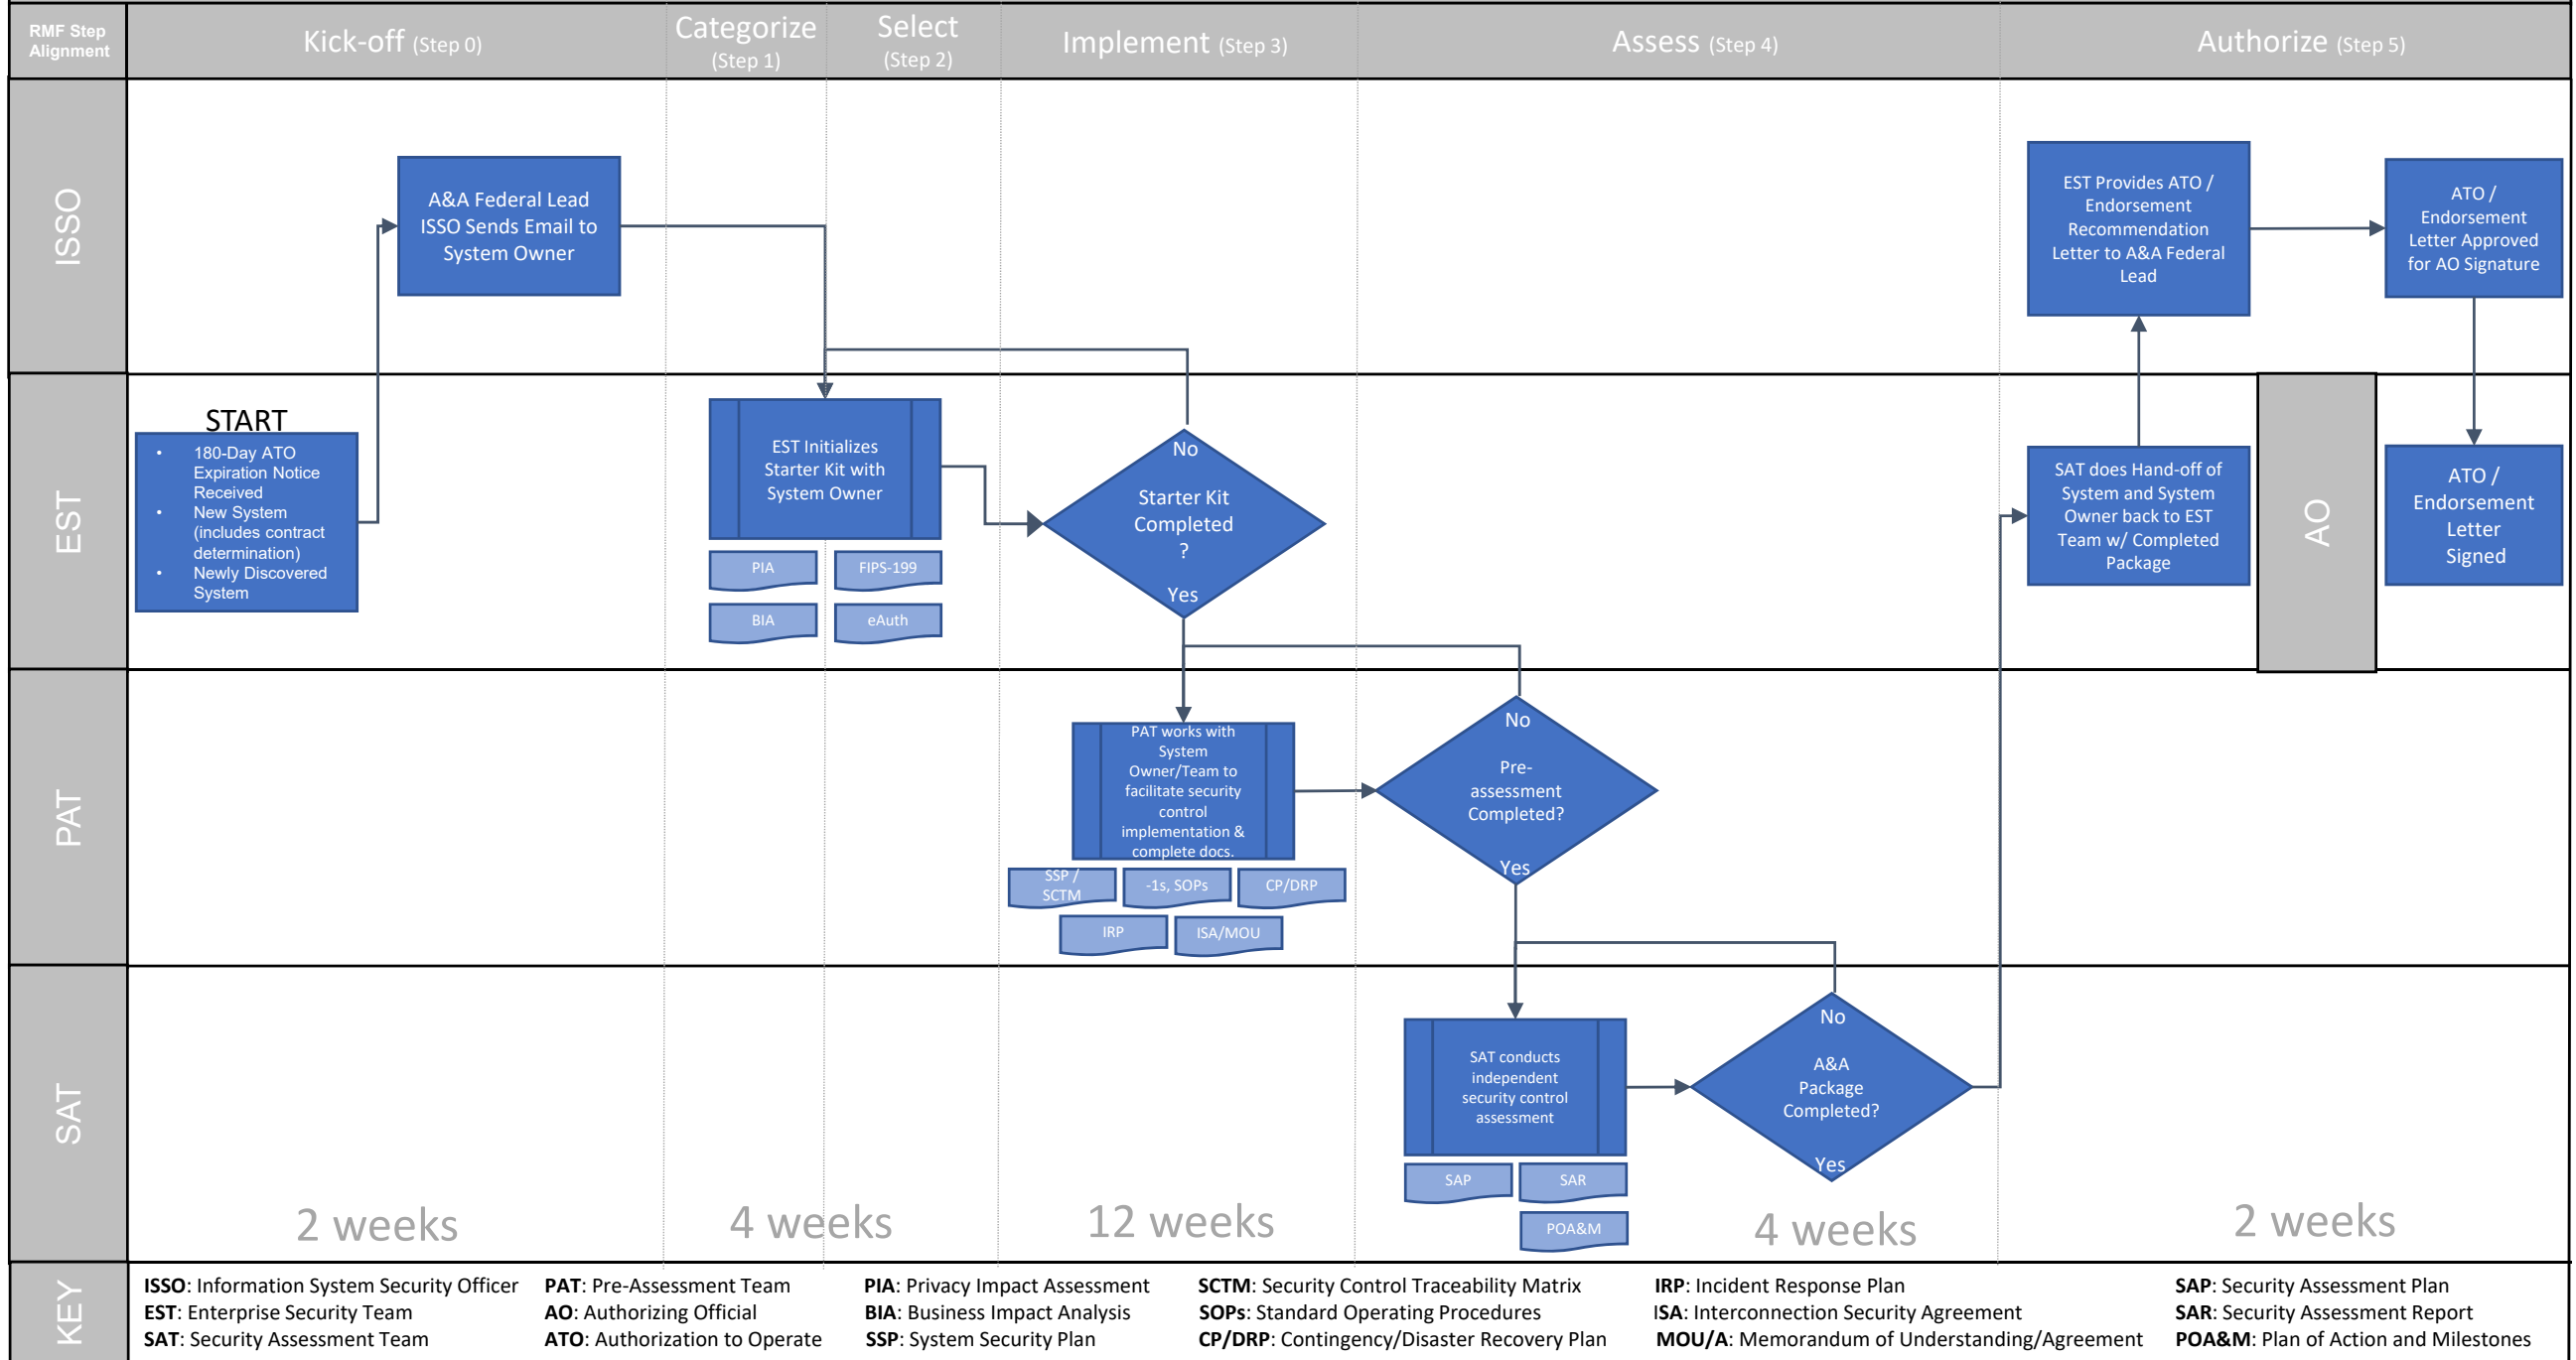 RMF Step
Alignment
Kick-off (Step 0)
Categorize
(Step 1)
Select
(Step 2)
Implement (Step 3)
Assess (Step 4)
Authorize (Step 5)
ISSO
A&A Federal Lead
ISSO Sends Email to
System Owner
EST Provides ATO /
Endorsement
Recommendation
Letter to A&A Federal
Lead
ATO /
Endorsement
Letter Approved
for AO Signature
EST
START
• 180-Day ATO
Expiration Notice
Received
• New System
(includes contract
determination)
• Newly Discovered
System
EST Initializes
Starter Kit with
System Owner
PIA
FIPS-199
BIA
eAuth
No
Starter Kit
Completed
?
Yes
SAT does Hand-off of
System and System
Owner back to EST
Team w/ Completed
Package
AO
ATO /
Endorsement
Letter
Signed
PAT
PAT works with
System
Owner/Team to
facilitate security
control
implementation &
complete docs.
SSP /
SCTM
-1s, SOPs
CP/DRP
IRP
ISA/MOU
No
Pre-
assessment
Completed?
Yes
SAT
SAT conducts
independent
security control
assessment
SAP
SAR
POA&M
No
A&A
Package
Completed?
Yes
2 weeks
4 weeks
12 weeks
4 weeks
2 weeks
KEY
ISSO: Information System Security Officer
EST: Enterprise Security Team
SAT: Security Assessment Team
PAT: Pre-Assessment Team
AO: Authorizing Official
ATO: Authorization to Operate
PIA: Privacy Impact Assessment
BIA: Business Impact Analysis
SSP: System Security Plan
SCTM: Security Control Traceability Matrix
SOPs: Standard Operating Procedures
CP/DRP: Contingency/Disaster Recovery Plan
IRP: Incident Response Plan
ISA: Interconnection Security Agreement
MOU/A: Memorandum of Understanding/Agreement
SAP: Security Assessment Plan
SAR: Security Assessment Report
POA&M: Plan of Action and Milestones